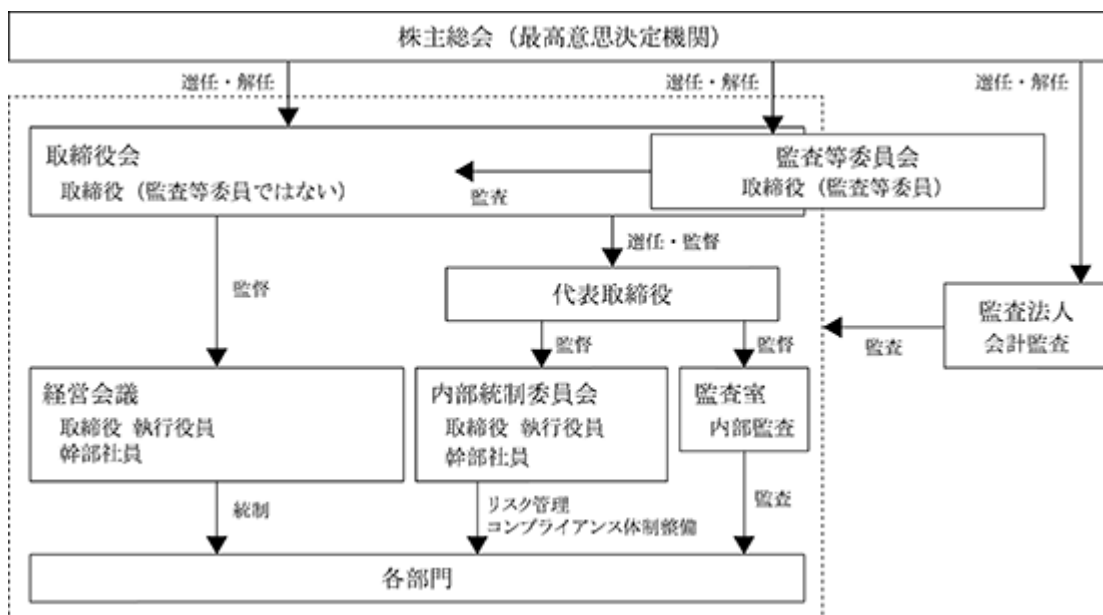 株主総会（最高意思決定機関）
選任・解任
選任・解任
選任・解任
取締役会
取締役（監査等委員ではない）
監査
監査等委員会
取締役（監査等委員）
選任・監督
監督
代表取締役
監査法人
会計監査
監査
監督
監督
経営会議
取締役 執行役員
幹部社員
内部統制委員会
取締役 執行役員
幹部社員
監査室
内部監査
統制
リスク管理
コンプライアンス体制整備
監査
各部門